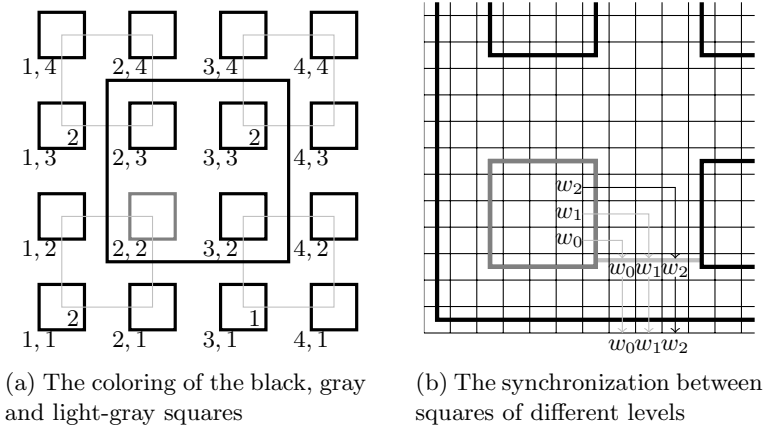 1, 4 2, 4 3, 4 4, 4
2 2
1, 3 2, 3 3, 3 4, 3
1, 2 2, 2 3, 2 4, 2
2 1
1, 1 2, 1 3, 1 4, 1
(a) The coloring of the black, gray
and light-gray squares
w₂
w₁
w₀
w₀w₁w₂
w₀w₁w₂
(b) The synchronization between
squares of different levels